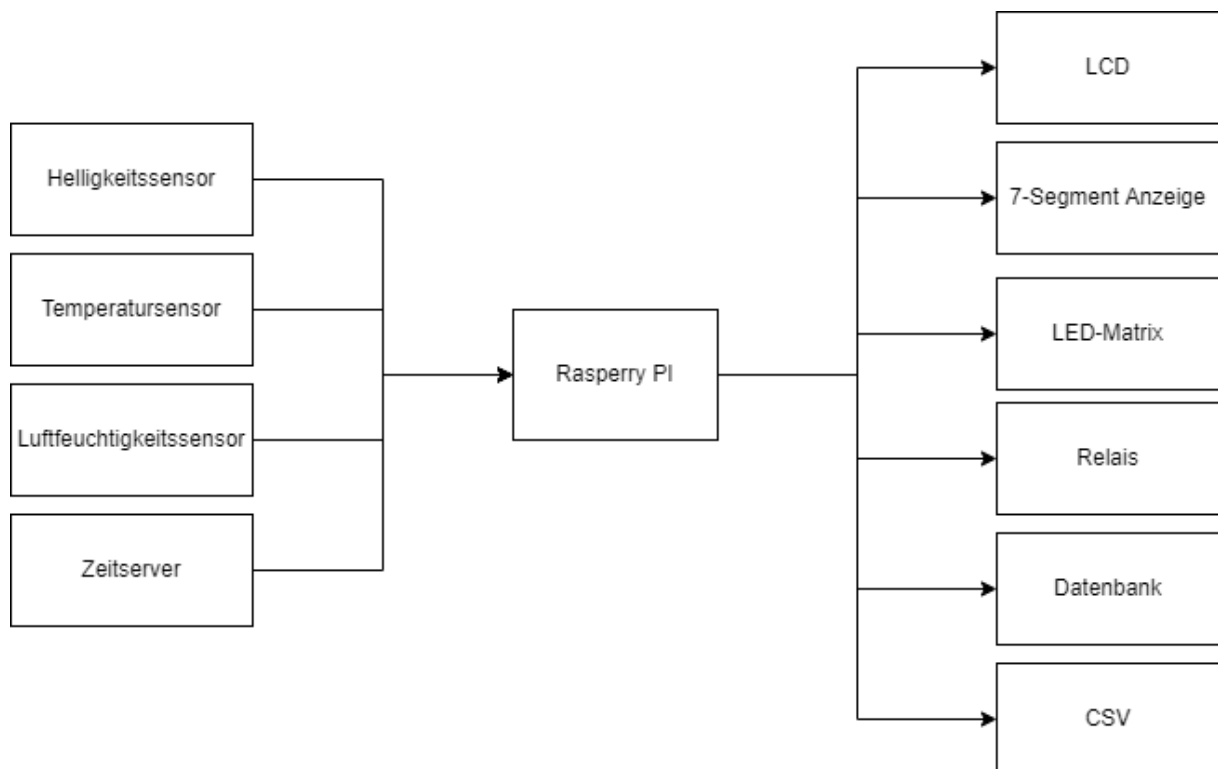 Helligkeitssensor
Temperatursensor
Luftfeuchtigkeitssensor
Zeitserver
Rasperry PI
LCD
7-Segment Anzeige
LED-Matrix
Relais
Datenbank
CSV